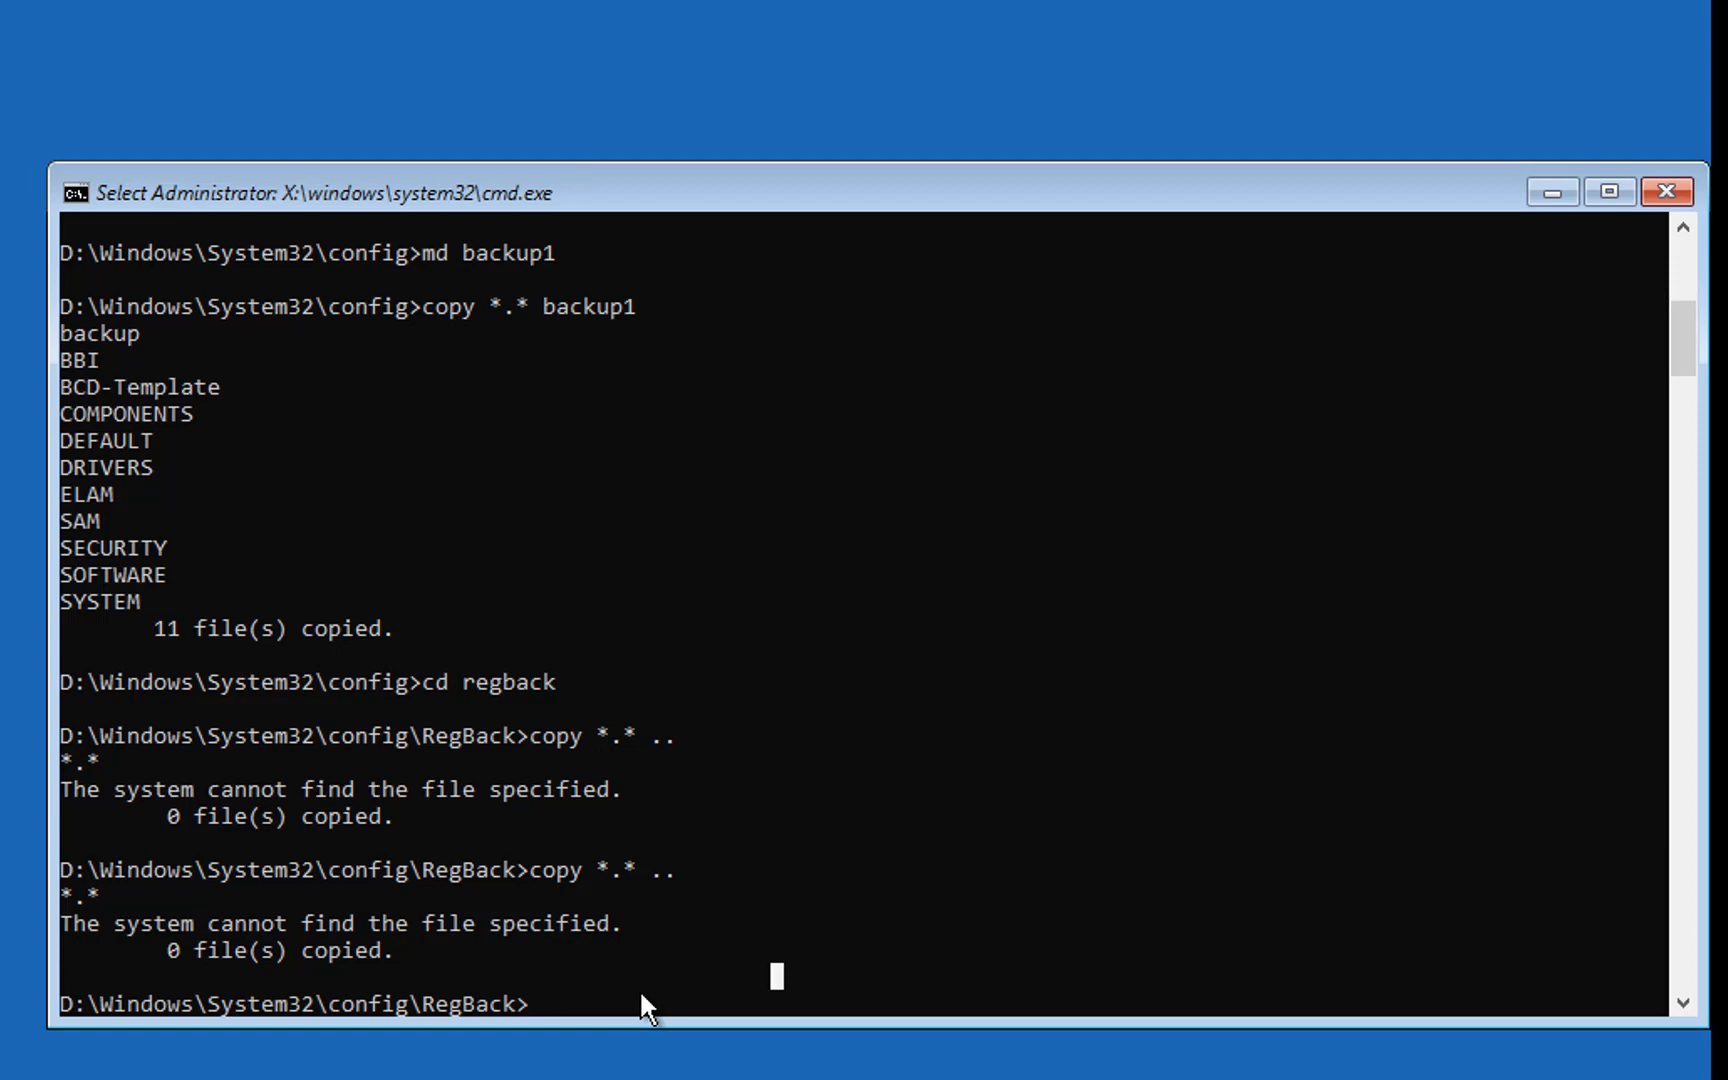 Select Administrator: X:\windows\system32\cmd.exe
D:\Windows\System32\config>md backup1
D:\Windows\System32\config>copy *.* backup1
backup
BBI
BCD-Template
COMPONENTS
DEFAULT
DRIVERS
ELAM
SAM
SECURITY
SOFTWARE
SYSTEM
11 file(s) copied.
D:\Windows\System32\config>cd regback
D:\Windows\System32\config\RegBack>copy *.* ..
*.*
The system cannot find the file specified.
0 file(s) copied.
D:\Windows\System32\config\RegBack>copy *.* ..
*.*
The system cannot find the file specified.
0 file(s) copied.
D:\Windows\System32\config\RegBack>